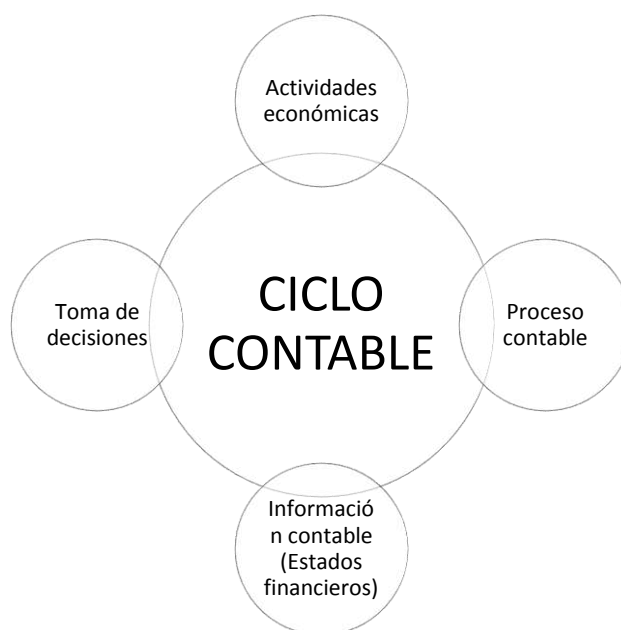 Actividades
económicas
Toma de
decisiones
CICLO
CONTABLE
Proceso
contable
Informació
n contable
(Estados
financieros)